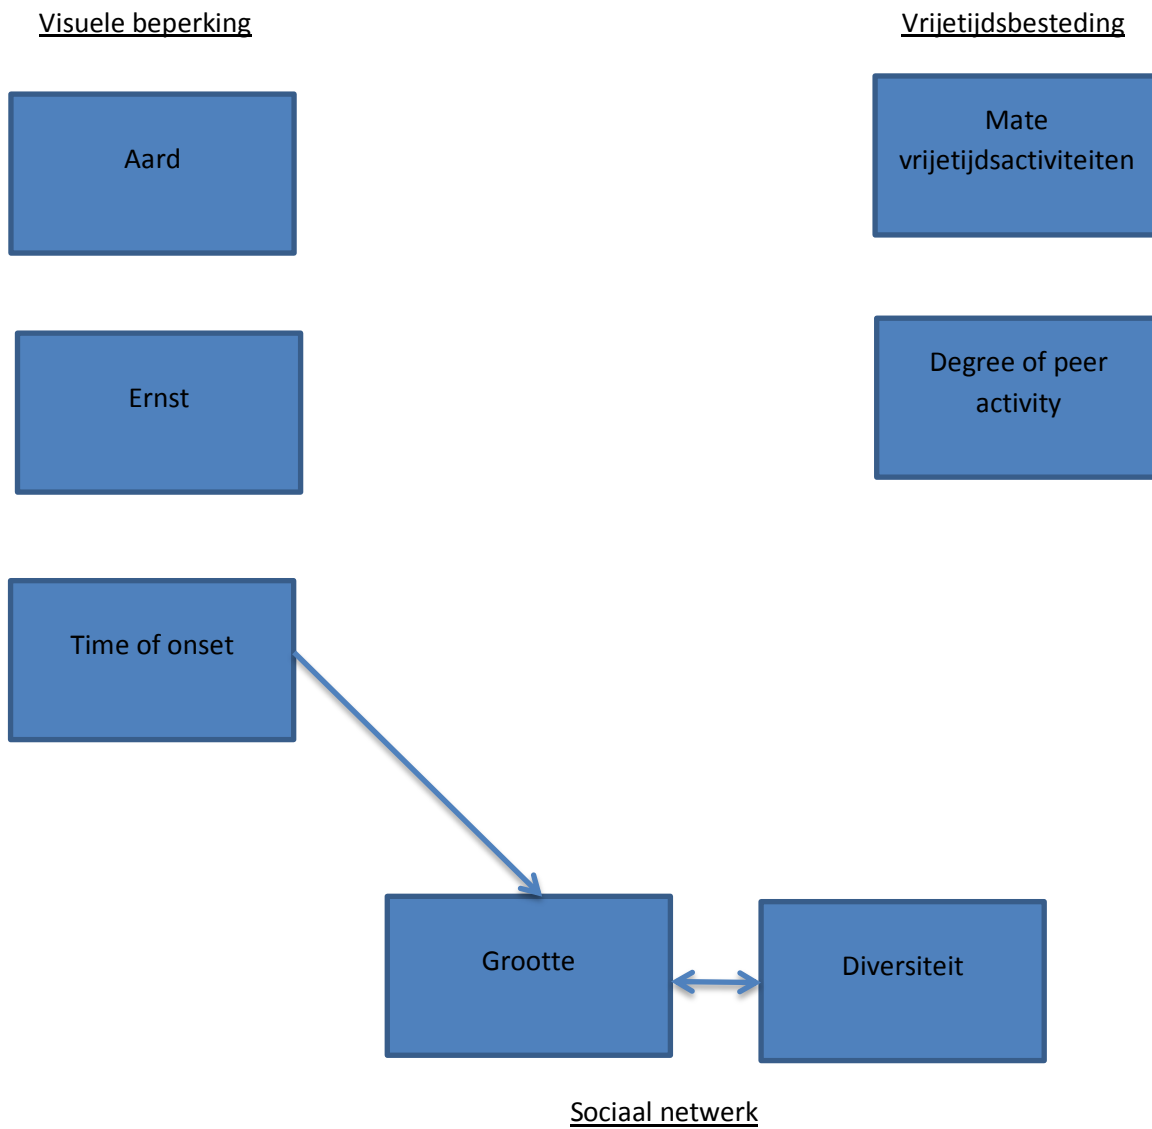 Visuele beperking
Vrijetijdsbesteding
Aard
Mate
vrijetijdsactiviteiten
Ernst
Degree of peer
activity
Time of onset
Grootte
Diversiteit
Sociaal netwerk